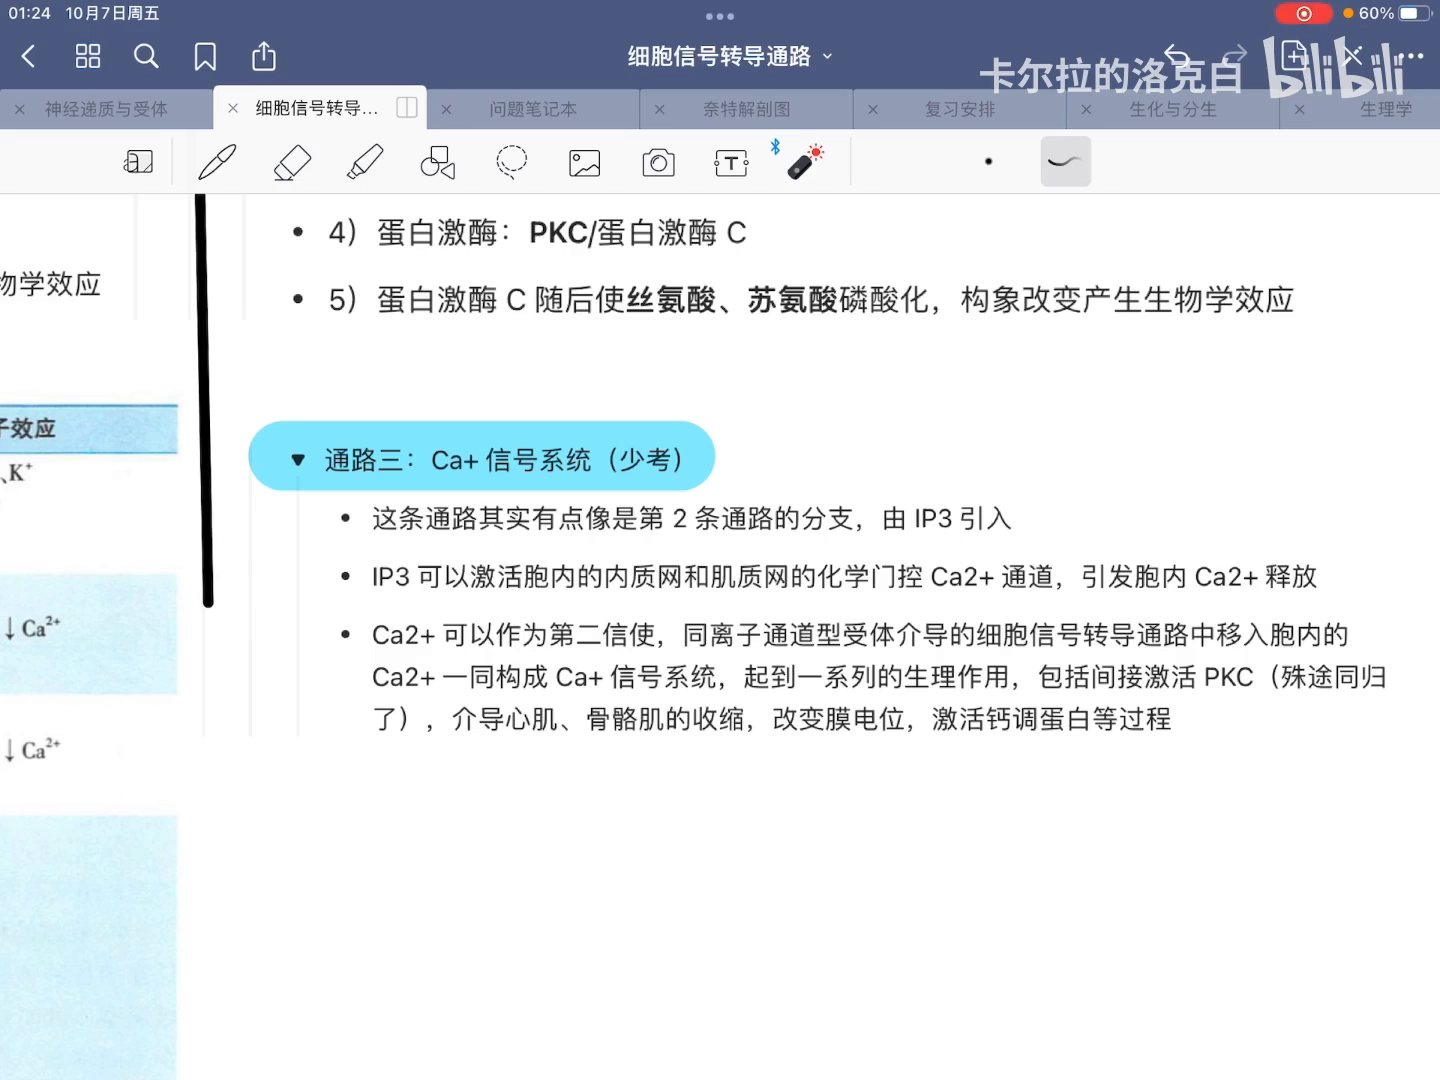 01:24 10月7日周五
60%
细胞信号转导通路
卡尔拉的洛克白 bilibili
神经递质与受体
细胞信号转导...
问题笔记本
奈特解剖图
复习安排
生化与分生
生理学
4）蛋白激酶：PKC/蛋白激酶 C
物学效应
5）蛋白激酶 C 随后使丝氨酸、苏氨酸磷酸化，构象改变产生生物学效应
子效应
、K⁺
通路三：Ca+ 信号系统（少考）
这条通路其实有点像是第 2 条通路的分支，由 IP3 引入
IP3 可以激活胞内的内质网和肌质网的化学门控 Ca2+ 通道，引发胞内 Ca2+ 释放
↓Ca²⁺
Ca2+ 可以作为第二信使，同离子通道型受体介导的细胞信号转导通路中移入胞内的
Ca2+ 一同构成 Ca+ 信号系统，起到一系列的生理作用，包括间接激活 PKC（殊途同归
了），介导心肌、骨骼肌的收缩，改变膜电位，激活钙调蛋白等过程
↓Ca²⁺